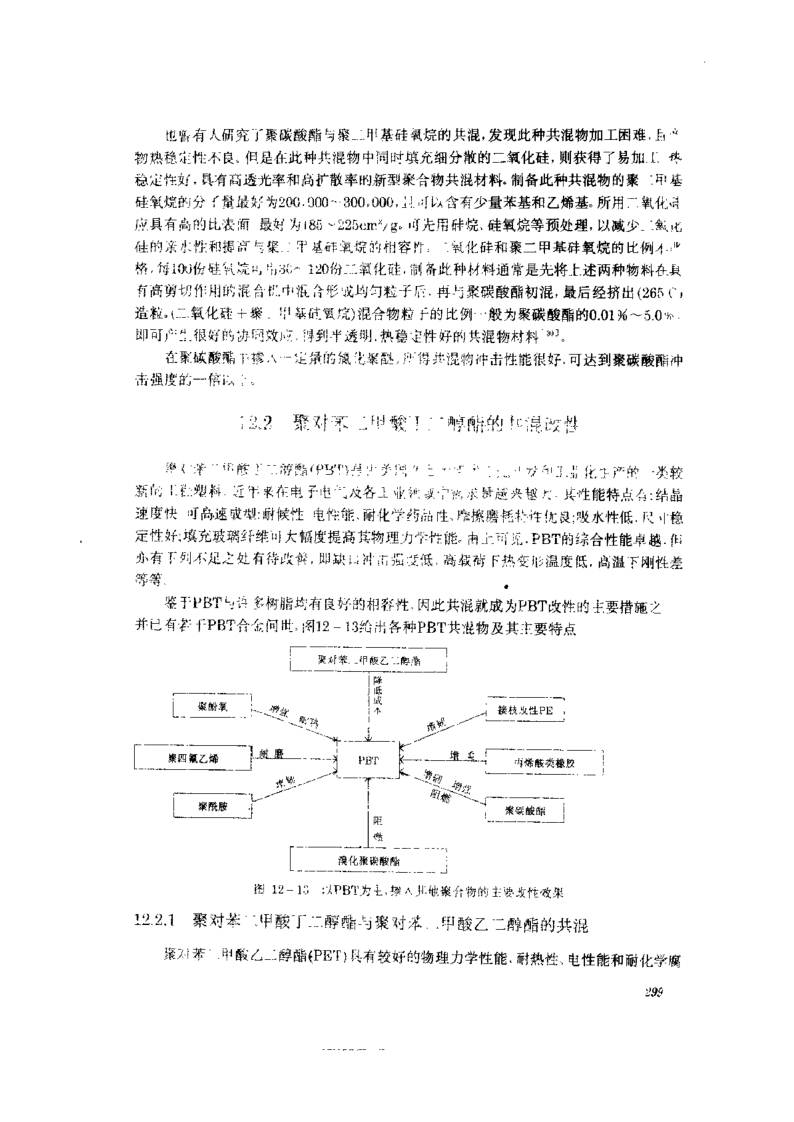 也曾有人研究了聚碳酸酯与聚二甲基硅氧烷的共混,发现此种共混物加工困难,且产
物热稳定性不良、但是在此种共混物中同时填充细分散的二氧化硅,则获得了易加工 热
稳定性好,具有高透光率和高扩散率的新型聚合物共混材料。制备此种共混物的聚二甲基
硅氧烷的分子量最好为200,000~300,000,且可以含有少量苯基和乙烯基。所用二氧化硅
应具有高的比表面 最好为185~225cm²/g。可先用硅烷、硅氧烷等预处理,以减少二氧化
硅的亲水性和提高与聚二甲基硅氧烷的相容性。二氧化硅和聚二甲基硅氧烷的比例不严
格,每100份硅氧烷可用30~120份二氧化硅,制备此种材料通常是先将上述两种物料在具
有高剪切作用的混合机中混合形成均匀粒子后,再与聚碳酸酯初混,最后经挤出(265℃)
造粒。(二氧化硅+聚二甲基硅氧烷)混合物粒子的比例一般为聚碳酸酯的0.01%~5.0%。
即可产生很好的协同效应,得到半透明,热稳定性好的共混物材料
在聚碳酸酯中掺入一定量的氯化聚醚,所得共混物冲击性能很好,可达到聚碳酸酯冲
击强度的一倍以上。
12.2 聚对苯二甲酸丁二醇酯的共混改性
聚对苯二甲酸丁二醇酯(PBT)是 化生产的一类较
新的工程塑料,近年来在电子电气及各工业领域中需求量越来越大,其性能特点有:结晶
速度快 可高速成型;耐候性 电性能、耐化学药品性、摩擦磨耗特性优良;吸水性低,尺寸稳
定性好;填充玻璃纤维可大幅度提高其物理力学性能。由上可见,PBT的综合性能卓越,但
亦有下列不足之处有待改善,即缺口冲击强度低,高载荷下热变形温度低,高温下刚性差
等等。
鉴于PBT与许多树脂均有良好的相容性,因此共混就成为PBT改性的主要措施之
并已有若干PBT合金问世,图12-13给出各种PBT共混物及其主要特点
聚对苯二甲酸乙二醇酯
降低成本
聚酚氧
增强 耐热
增韧
接枝改性PE
聚四氟乙烯
耐磨
PBT
增韧
丙烯酸类橡胶
聚酰胺
增韧
增韧 增强
阻燃
聚碳酸酯
阻燃
溴化聚碳酸酯
图 12-13 以PBT为主,掺入其他聚合物的主要改性效果
12.2.1 聚对苯二甲酸丁二醇酯与聚对苯二甲酸乙二醇酯的共混
聚对苯二甲酸乙二醇酯(PET)具有较好的物理力学性能、耐热性、电性能和耐化学腐
299